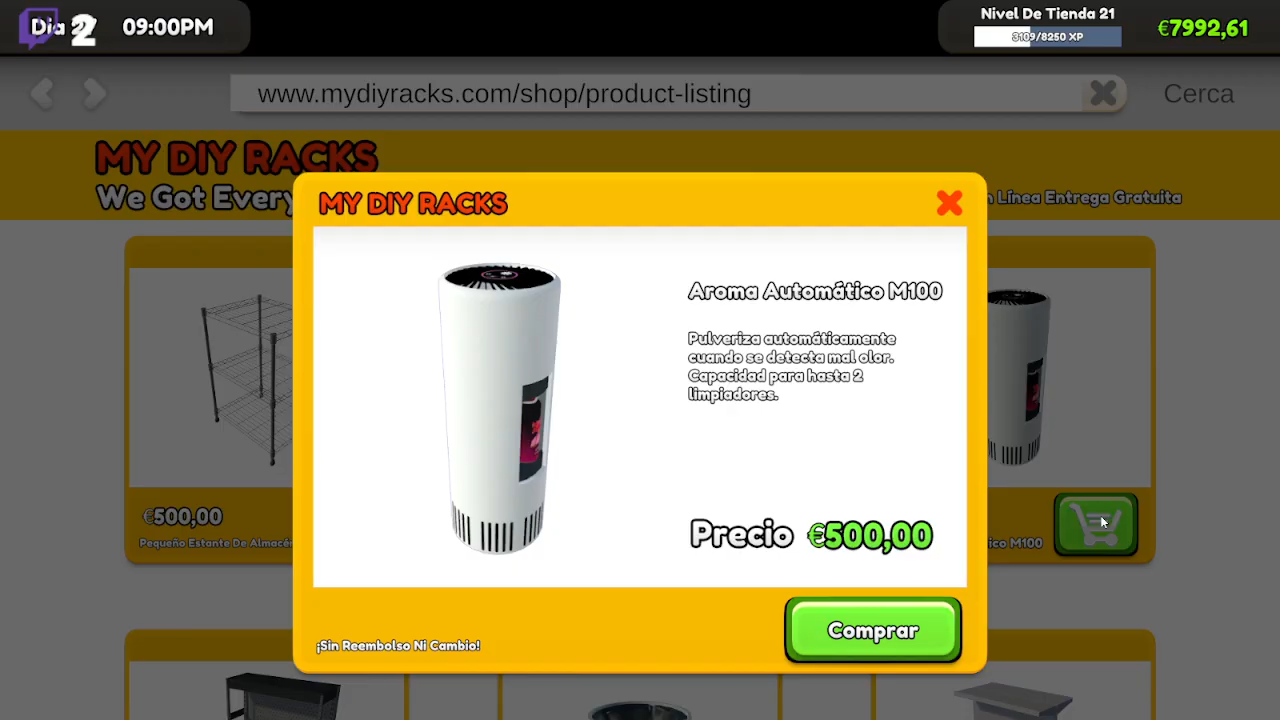 Dia 2
09:00PM
Nivel De Tienda 21
3109/8250 XP
€7992,61
www.mydiyracks.com/shop/product-listing
Cerca
MY DIY RACKS
We Got Every
n Línea Entrega Gratuita
MY DIY RACKS
Aroma Automático M100
Pulveriza automáticamente
cuando se detecta mal olor.
Capacidad para hasta 2
limpiadores.
Precio €500,00
¡Sin Reembolso Ni Cambio!
Comprar
€500,00
Pequeño Estante De Almacén
ico M100